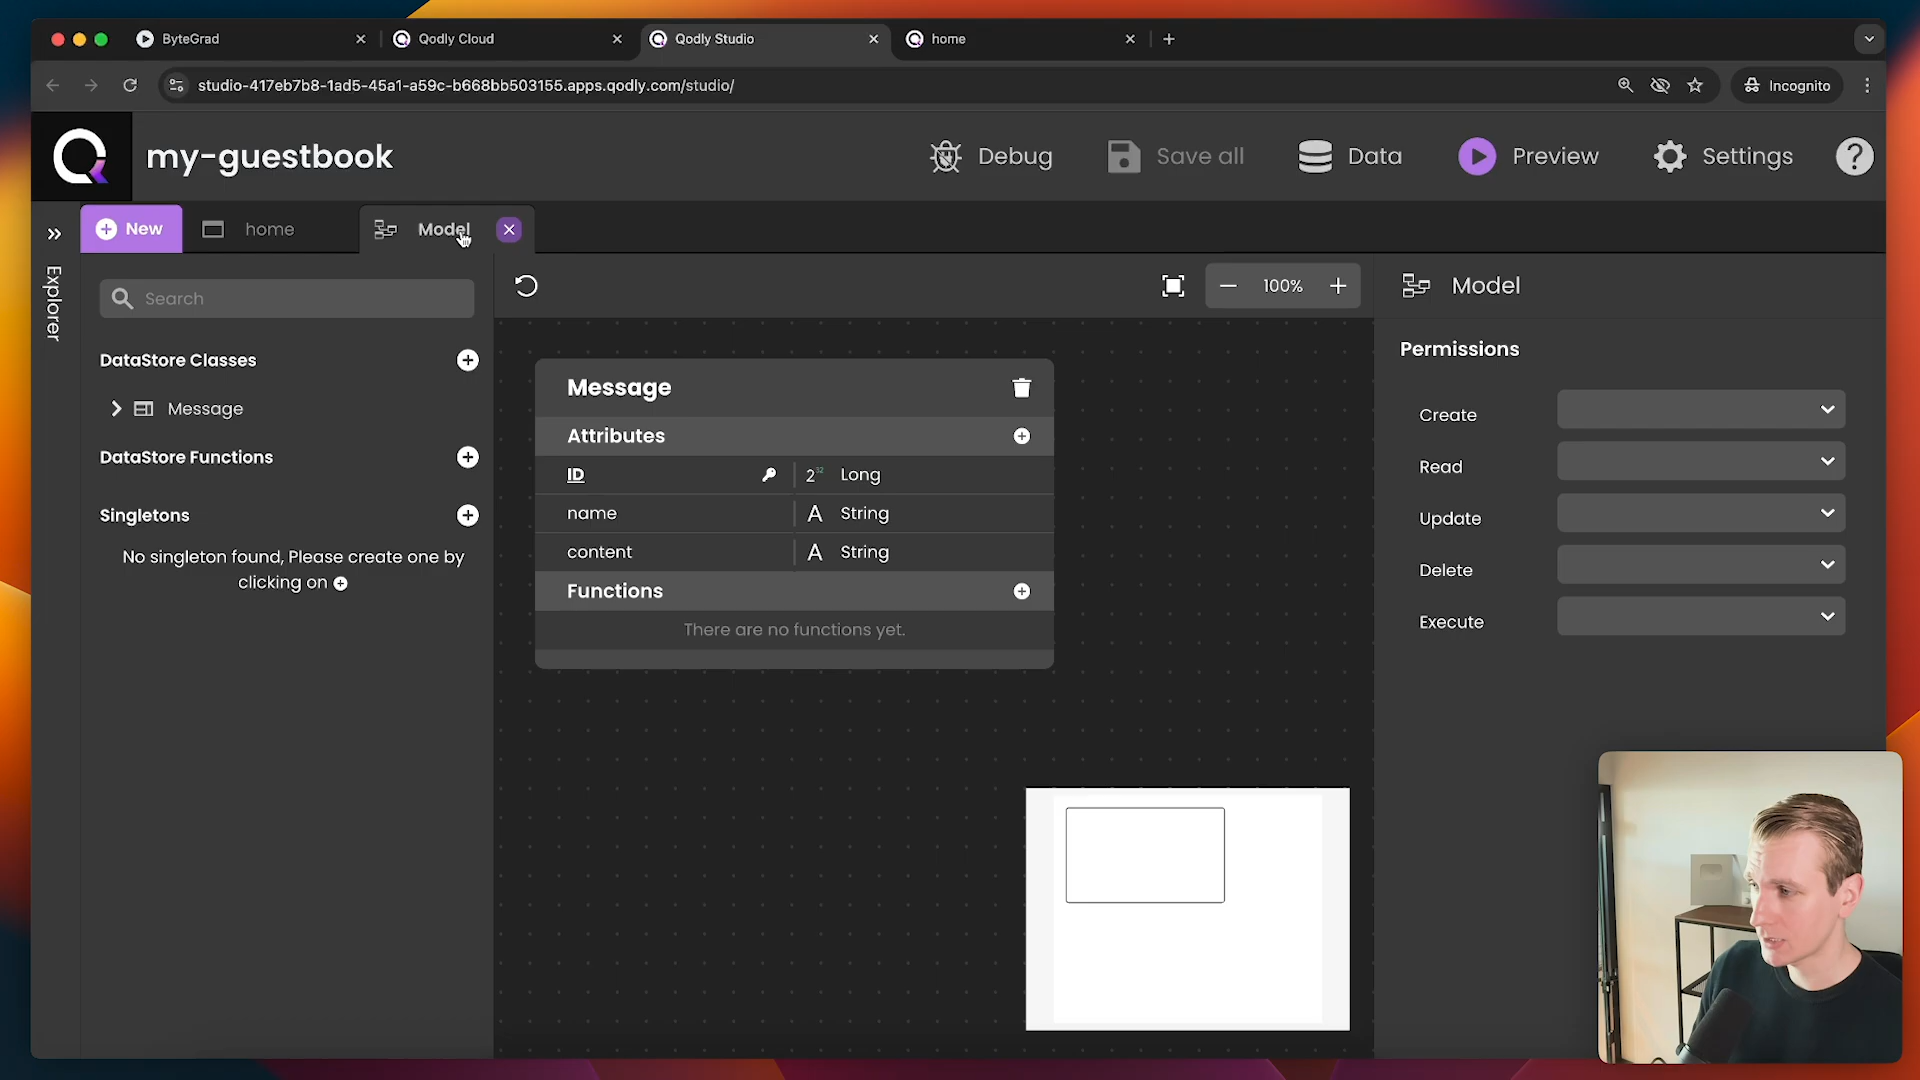 ByteGrad
Qodly Cloud
Qodly Studio
home
studio-417eb7b8-1ad5-45a1-a59c-b668bb503155.apps.qodly.com/studio/
Incognito
my-guestbook
Debug
Save all
Data
Preview
Settings
?
New
home
Model
Explorer
Search
DataStore Classes
Message
DataStore Functions
Singletons
No singleton found, Please create one by
clicking on
100%
Message
Attributes
ID
2³² Long
name
A String
content
A String
Functions
There are no functions yet.
Model
Permissions
Create
Read
Update
Delete
Execute